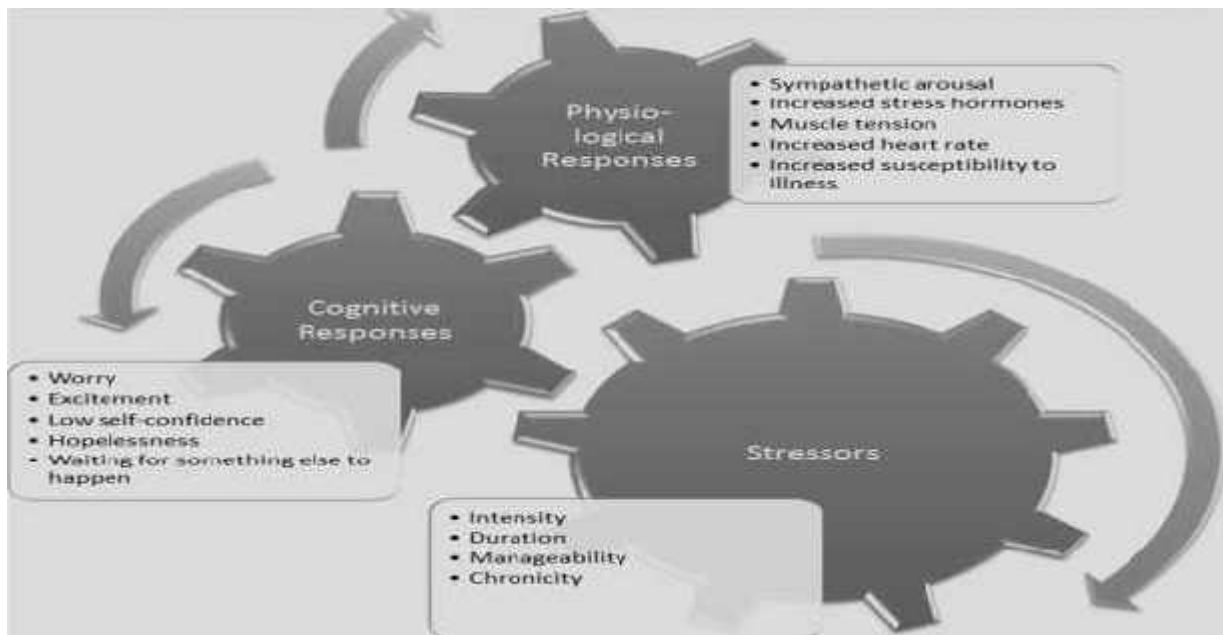 Physio-
logical
Responses
• Sympathetic arousal
• Increased stress hormones
• Muscle tension
• Increased heart rate
• Increased susceptibility to
illness
Cognitive
Responses
• Worry
• Excitement
• Low self-confidence
• Hopelessness
• Waiting for something else to
happen
Stressors
• Intensity
• Duration
• Manageability
• Chronicity